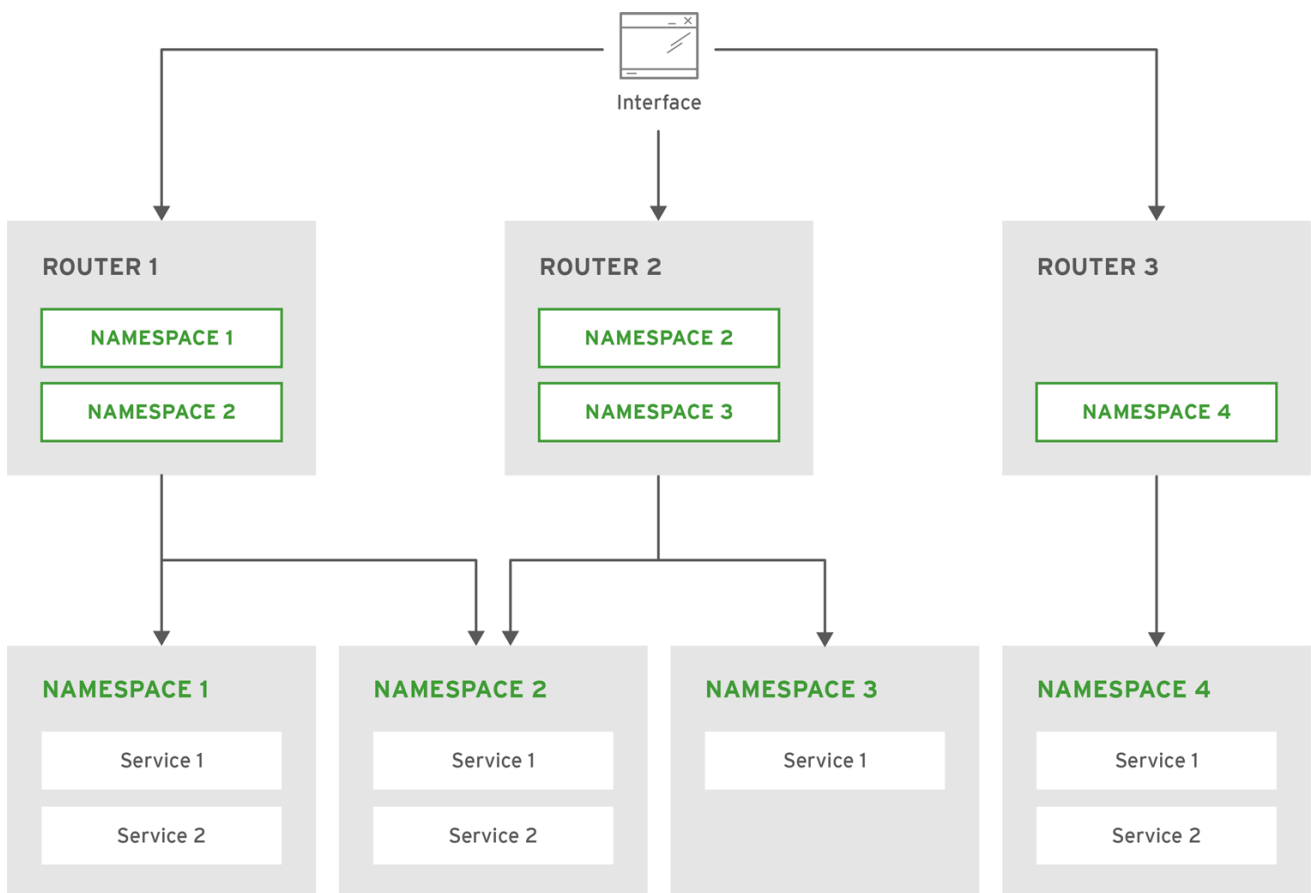 Interface
ROUTER 1
NAMESPACE 1
NAMESPACE 2
ROUTER 2
NAMESPACE 2
NAMESPACE 3
ROUTER 3
NAMESPACE 4
NAMESPACE 1
Service 1
Service 2
NAMESPACE 2
Service 1
Service 2
NAMESPACE 3
Service 1
NAMESPACE 4
Service 1
Service 2